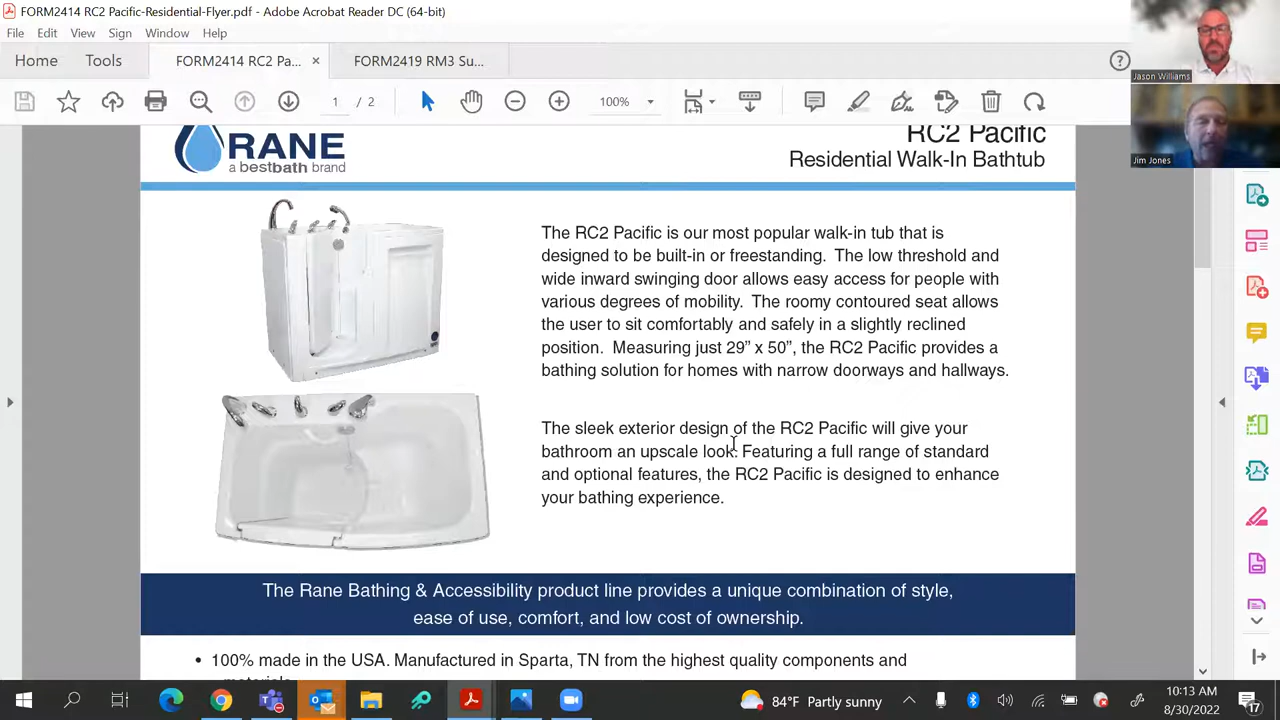 FORM2414 RC2 Pacific-Residential-Flyer.pdf - Adobe Acrobat Reader DC (64-bit)
File Edit View Sign Window Help
Home Tools FORM2414 RC2 Pa... × FORM2419 RM3 Su...
1 / 2 100%
Jason Williams
Jim Jones
RANE
a bestbath brand
RC2 Pacific
Residential Walk-In Bathtub
The RC2 Pacific is our most popular walk-in tub that is
designed to be built-in or freestanding. The low threshold and
wide inward swinging door allows easy access for people with
various degrees of mobility. The roomy contoured seat allows
the user to sit comfortably and safely in a slightly reclined
position. Measuring just 29” x 50”, the RC2 Pacific provides a
bathing solution for homes with narrow doorways and hallways.
The sleek exterior design of the RC2 Pacific will give your
bathroom an upscale look. Featuring a full range of standard
and optional features, the RC2 Pacific is designed to enhance
your bathing experience.
The Rane Bathing & Accessibility product line provides a unique combination of style,
ease of use, comfort, and low cost of ownership.
• 100% made in the USA. Manufactured in Sparta, TN from the highest quality components and
materials
84°F Partly sunny
10:13 AM
8/30/2022
17